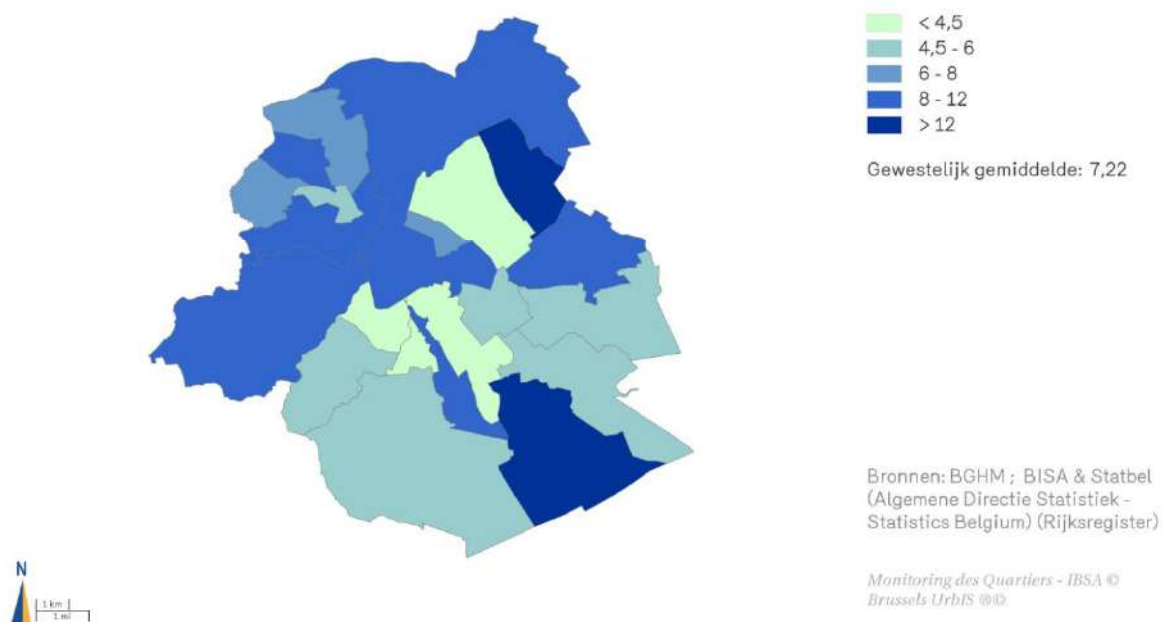 < 4,5
4,5 - 6
6 - 8
8 - 12
> 12
Gewestelijk gemiddelde: 7,22
Bronnen: BGHM ; BISA & Statbel
(Algemene Directie Statistiek -
Statistics Belgium) (Rijksregister)
Monitoring des Quartiers - IBSA ©
Brussels UrbIS ®©
N
1 km
1 mi